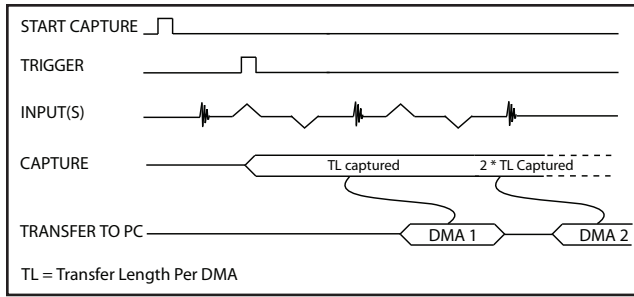 START CAPTURE
TRIGGER
INPUT(S)
CAPTURE TL captured 2 * TL Captured
TRANSFER TO PC DMA 1 DMA 2
TL = Transfer Length Per DMA